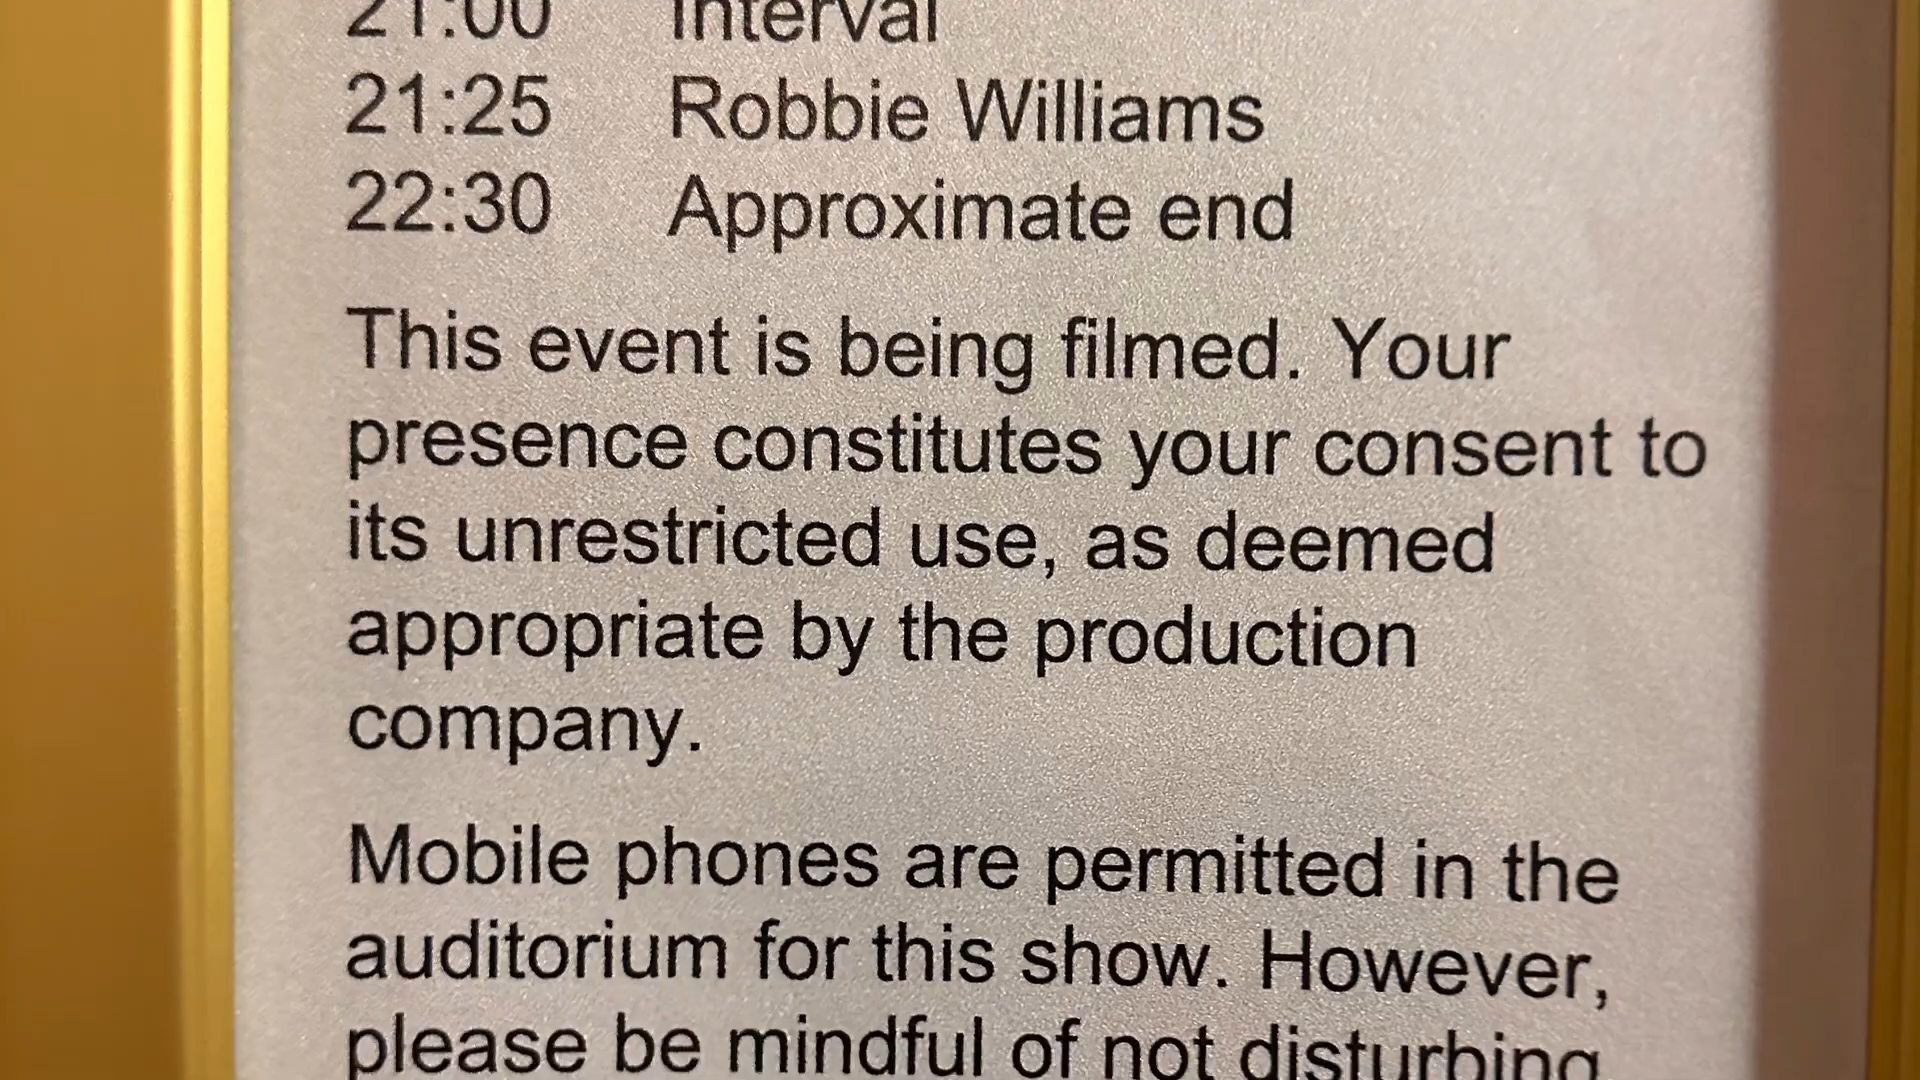 21:00 Interval
21:25 Robbie Williams
22:30 Approximate end
This event is being filmed. Your
presence constitutes your consent to
its unrestricted use, as deemed
appropriate by the production
company.
Mobile phones are permitted in the
auditorium for this show. However,
please be mindful of not disturbing